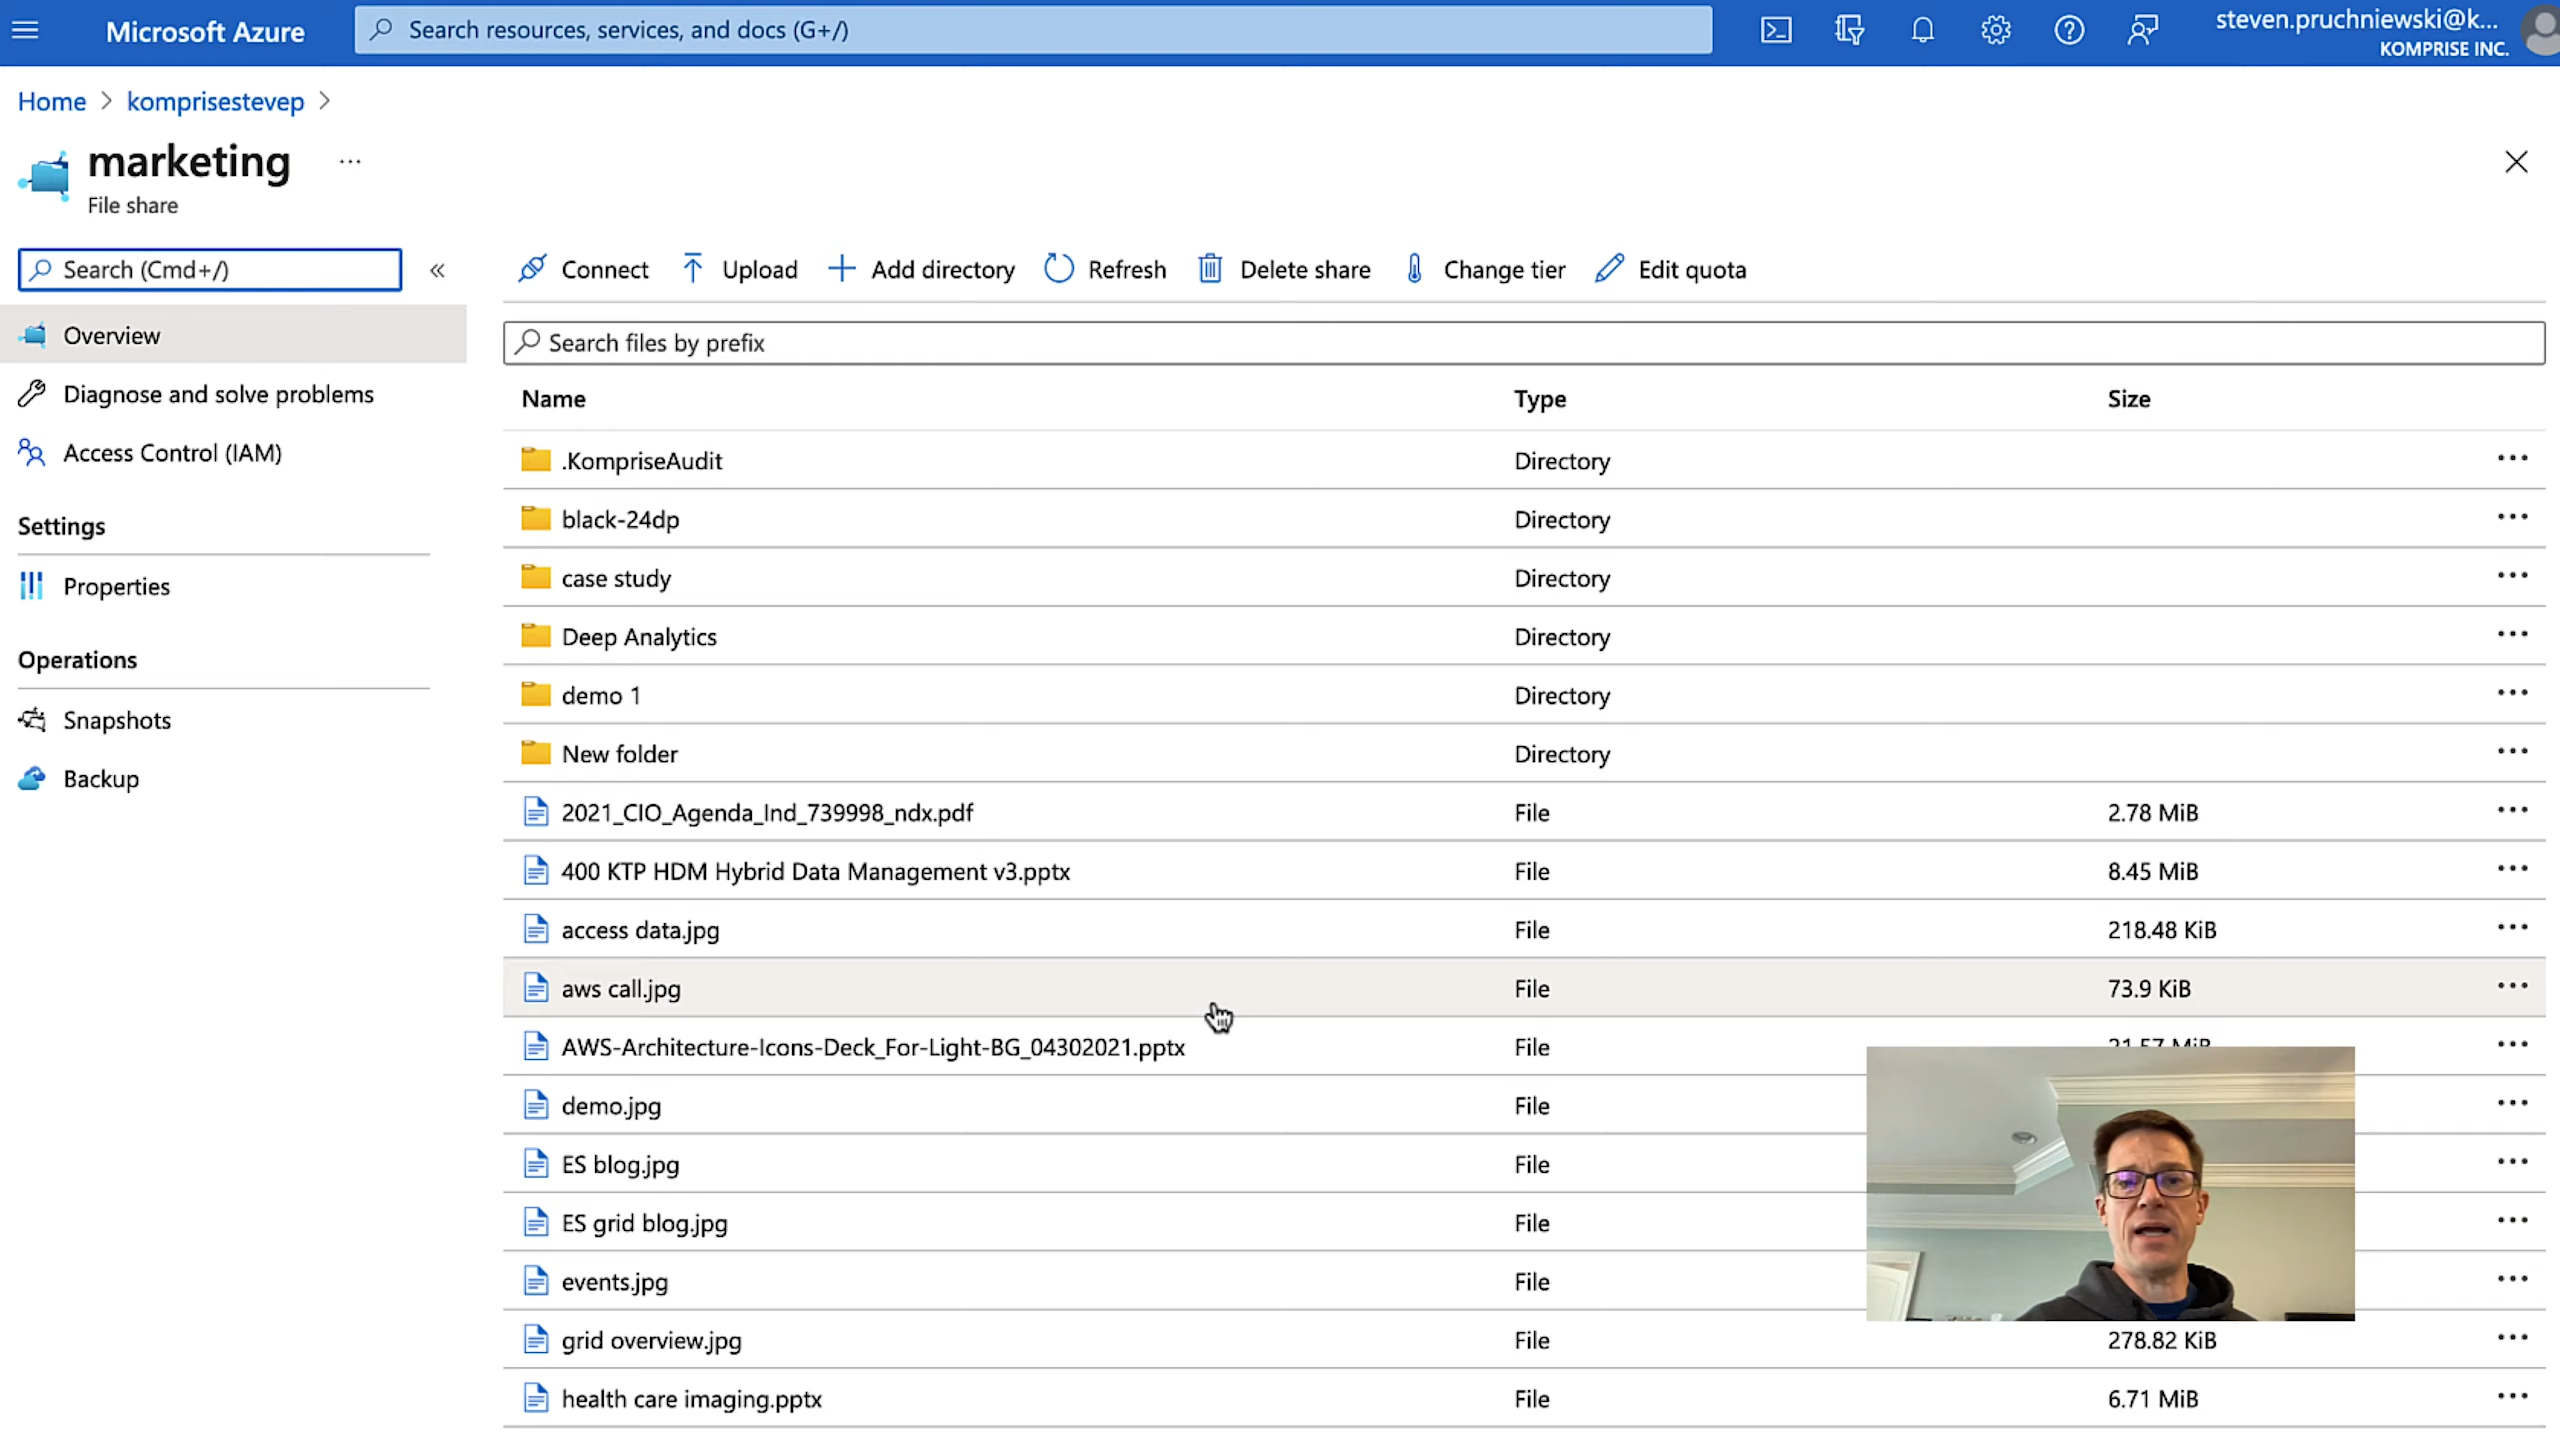 Microsoft Azure
Search resources, services, and docs (G+/)
steven.pruchniewski@k...
KOMPRISE INC.
Home > komprisestevep >
marketing ...
File share
Search (Cmd+/) «
Connect Upload Add directory Refresh Delete share Change tier Edit quota
Overview
Diagnose and solve problems
Access Control (IAM)
Settings
Properties
Operations
Snapshots
Backup
Search files by prefix
Name Type Size
.KompriseAudit Directory ...
black-24dp Directory ...
case study Directory ...
Deep Analytics Directory ...
demo 1 Directory ...
New folder Directory ...
2021_CIO_Agenda_Ind_739998_ndx.pdf File 2.78 MiB ...
400 KTP HDM Hybrid Data Management v3.pptx File 8.45 MiB ...
access data.jpg File 218.48 KiB ...
aws call.jpg File 73.9 KiB ...
AWS-Architecture-Icons-Deck_For-Light-BG_04302021.pptx File ...
demo.jpg File ...
ES blog.jpg File ...
ES grid blog.jpg File ...
events.jpg File ...
grid overview.jpg File 278.82 KiB ...
health care imaging.pptx File 6.71 MiB ...